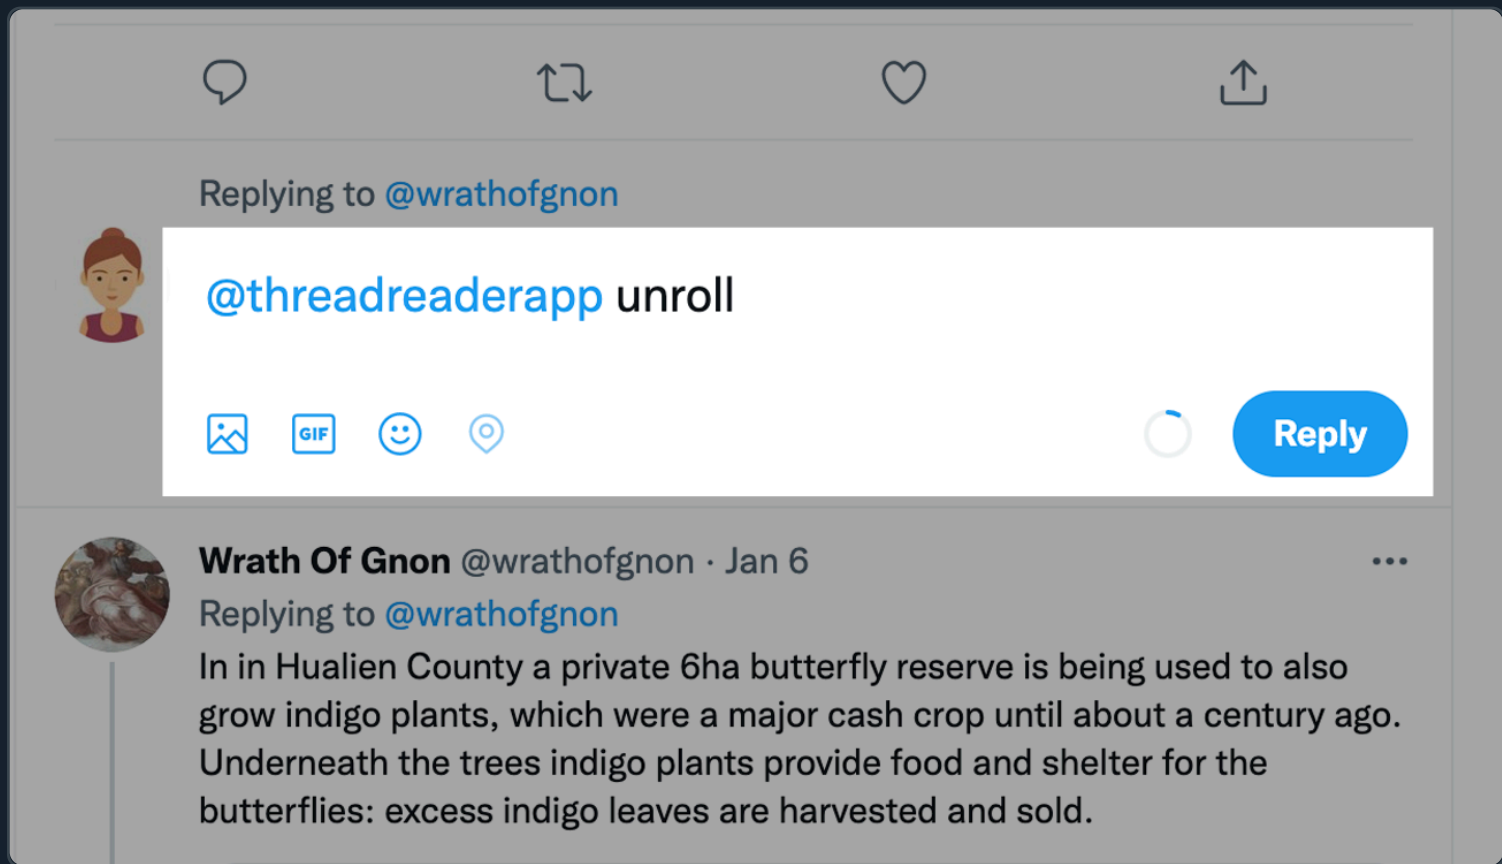 Replying to @wrathofgnon
@threadreaderapp unroll
GIF
Reply
Wrath Of Gnon @wrathofgnon · Jan 6
Replying to @wrathofgnon
In in Hualien County a private 6ha butterfly reserve is being used to also
grow indigo plants, which were a major cash crop until about a century ago.
Underneath the trees indigo plants provide food and shelter for the
butterflies: excess indigo leaves are harvested and sold.